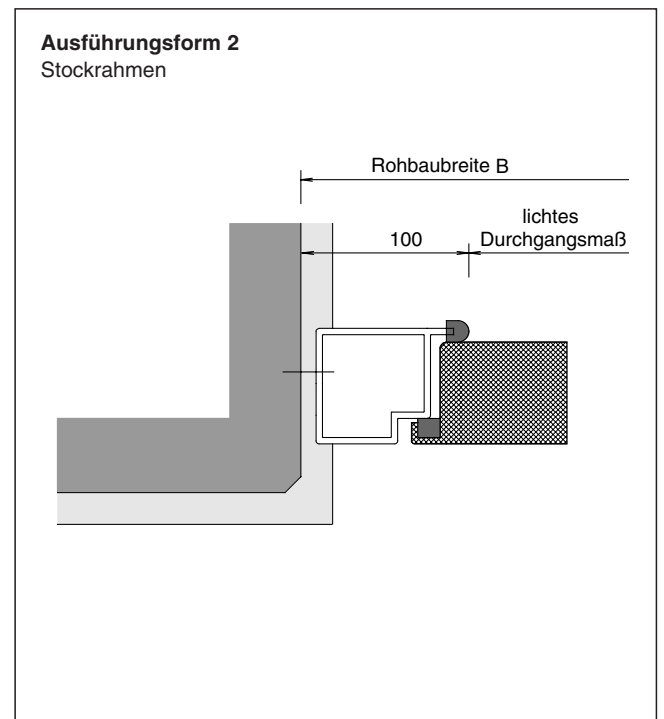 Ausführungsform 2
Stockrahmen
Rohbaubreite B
lichtes
100 Durchgangsmaß